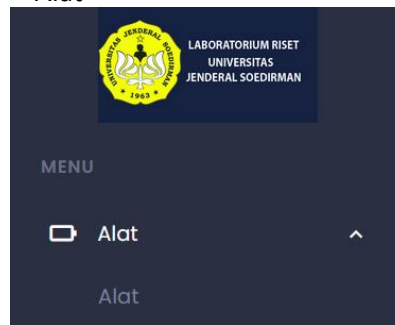 UNIVERSITAS JENDERAL SOEDIRMAN
1963
LABORATORIUM RISET
UNIVERSITAS
JENDERAL SOEDIRMAN
MENU
Alat
Alat